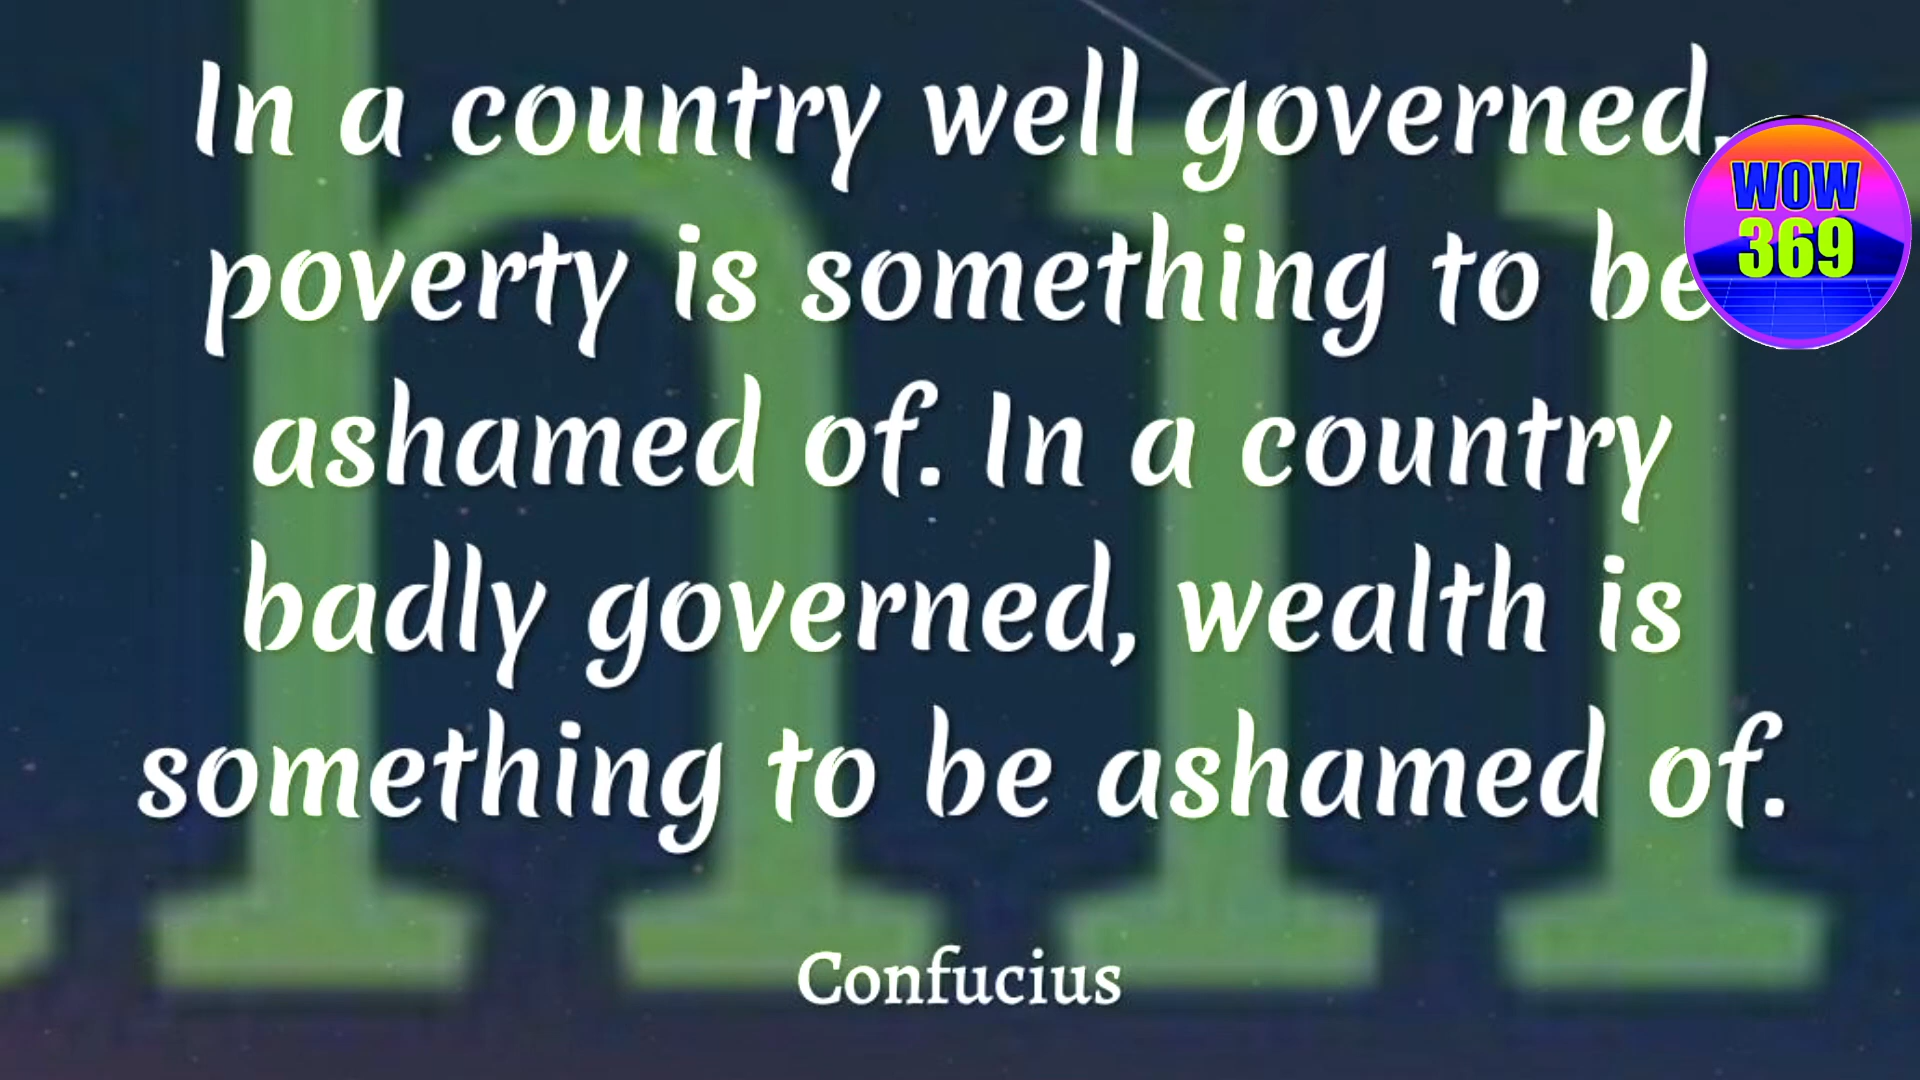 In a country well governed,
poverty is something to be
ashamed of. In a country
badly governed, wealth is
something to be ashamed of.
Confucius
WOW
369